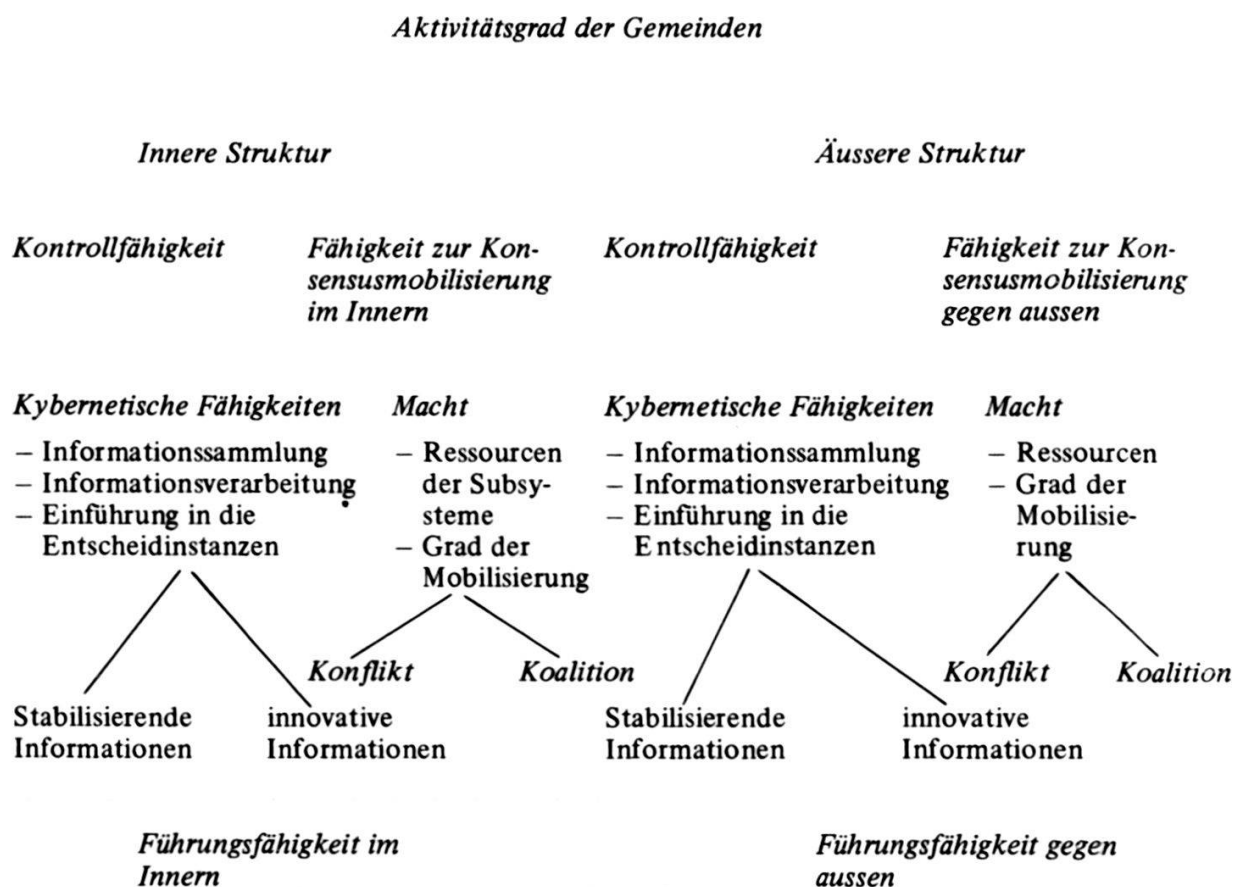 Aktivitätsgrad der Gemeinden
Innere Struktur
Äussere Struktur
Kontrollfähigkeit
Fähigkeit zur Kon-
sensusmobilisierung
im Innern
Kontrollfähigkeit
Fähigkeit zur Kon-
sensusmobilisierung
gegen aussen
Kybernetische Fähigkeiten
– Informationssammlung
– Informationsverarbeitung
– Einführung in die
Entscheidinstanzen
Macht
– Ressourcen
der Subsy-
steme
– Grad der
Mobilisierung
Kybernetische Fähigkeiten
– Informationssammlung
– Informationsverarbeitung
– Einführung in die
Entscheidinstanzen
Macht
– Ressourcen
– Grad der
Mobilisie-
rung
Konflikt
Koalition
Konflikt
Koalition
Stabilisierende
Informationen
innovative
Informationen
Stabilisierende
Informationen
innovative
Informationen
Führungsfähigkeit im
Innern
Führungsfähigkeit gegen
aussen